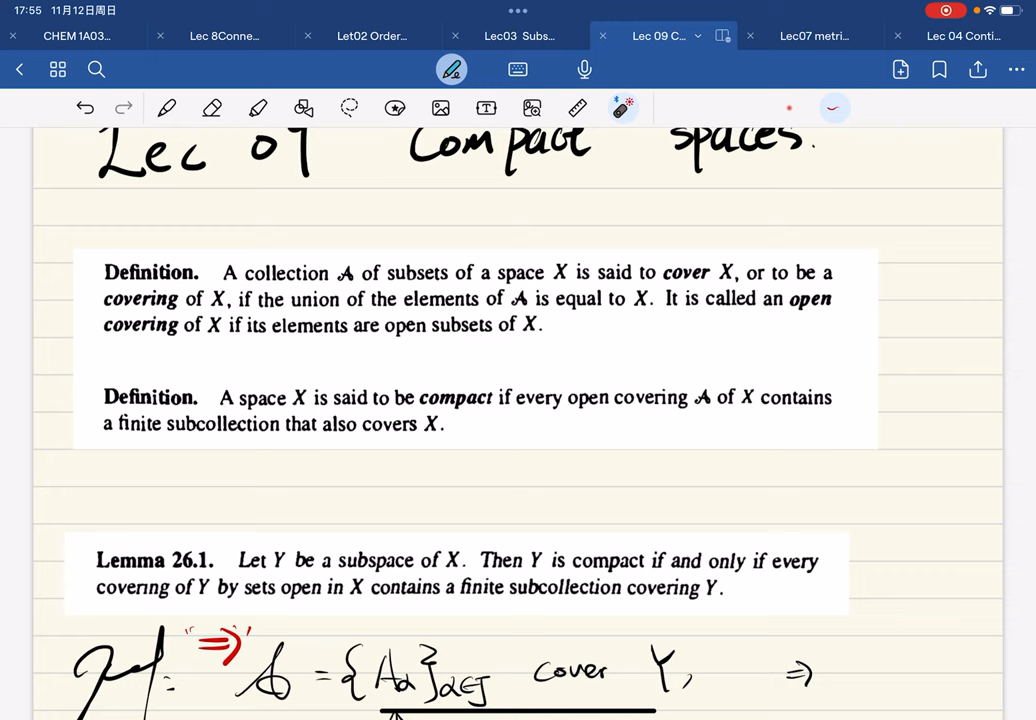 17:55 11月12日周日
CHEM 1A03...
Lec 8Conne...
Let02 Order...
Lec03 Subs...
Lec 09 C...
Lec07 metri...
Lec 04 Conti...
Lec 09 Compact spaces.
Definition. A collection 𝒜 of subsets of a space X is said to cover X, or to be a
covering of X, if the union of the elements of 𝒜 is equal to X. It is called an open
covering of X if its elements are open subsets of X.
Definition. A space X is said to be compact if every open covering 𝒜 of X contains
a finite subcollection that also covers X.
Lemma 26.1. Let Y be a subspace of X. Then Y is compact if and only if every
covering of Y by sets open in X contains a finite subcollection covering Y.
"⇒" 𝒜 = {Aα}α∈J cover Y, ⇒